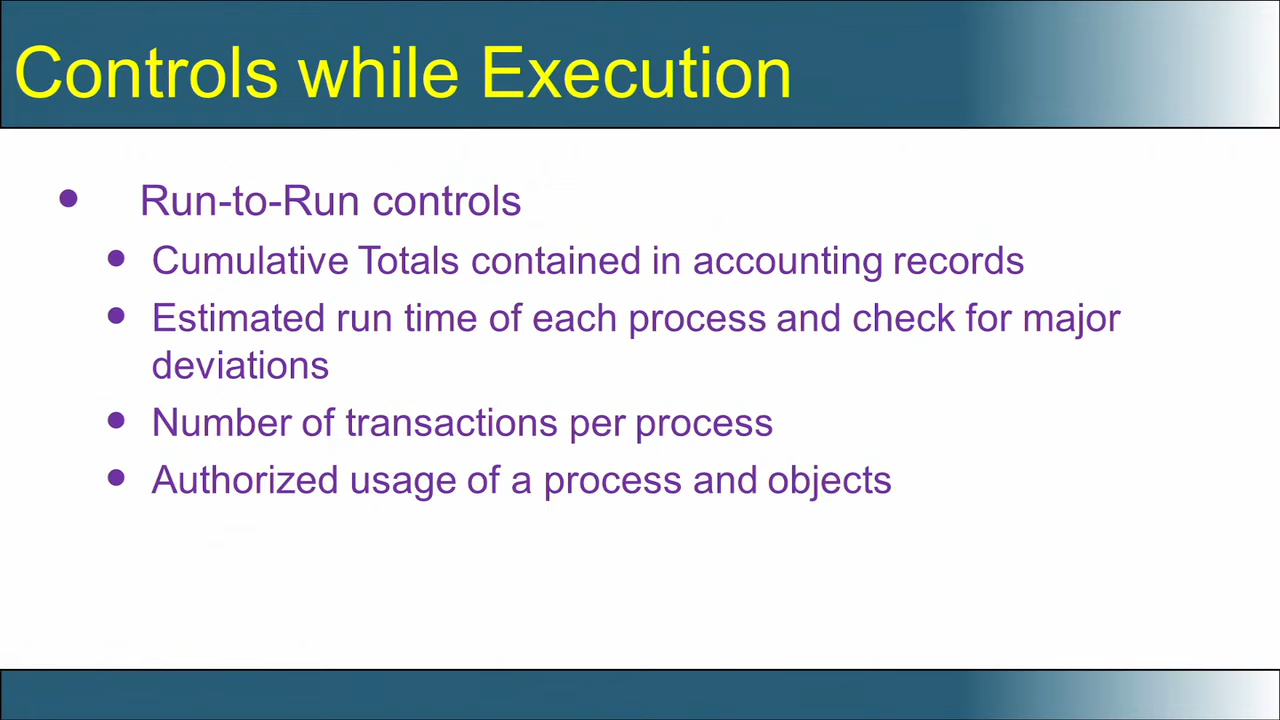 Controls while Execution
Run-to-Run controls
Cumulative Totals contained in accounting records
Estimated run time of each process and check for major
deviations
Number of transactions per process
Authorized usage of a process and objects